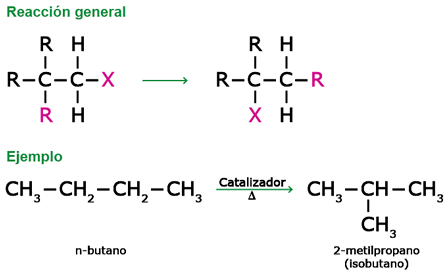 Reacción general
R H R H
R–C–C–X → R–C–C–R
R H X H
Ejemplo
CH₃–CH₂–CH₂–CH₃ Catalizador CH₃–CH–CH₃
Δ
CH₃
n-butano 2-metilpropano
(isobutano)